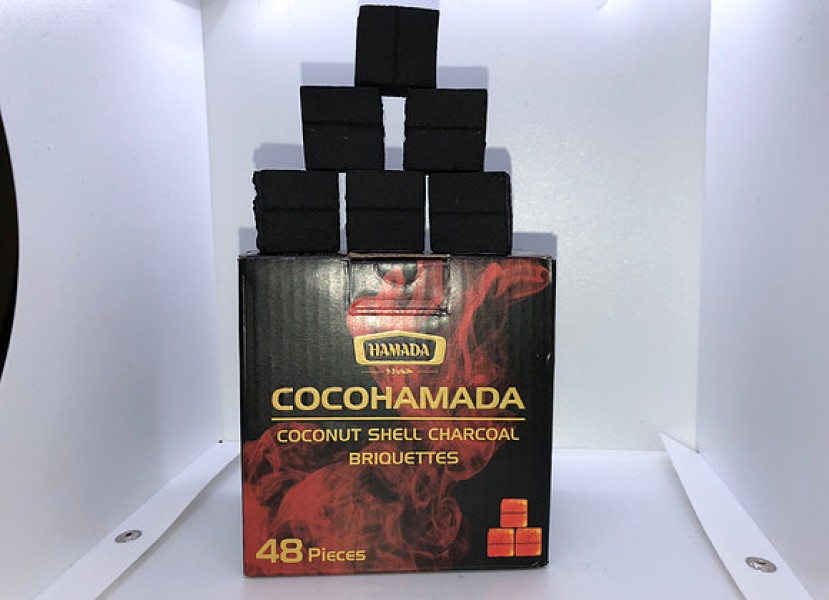 HAMADA
COCOHAMADA
COCONUT SHELL CHARCOAL
BRIQUETTES
48 Pieces